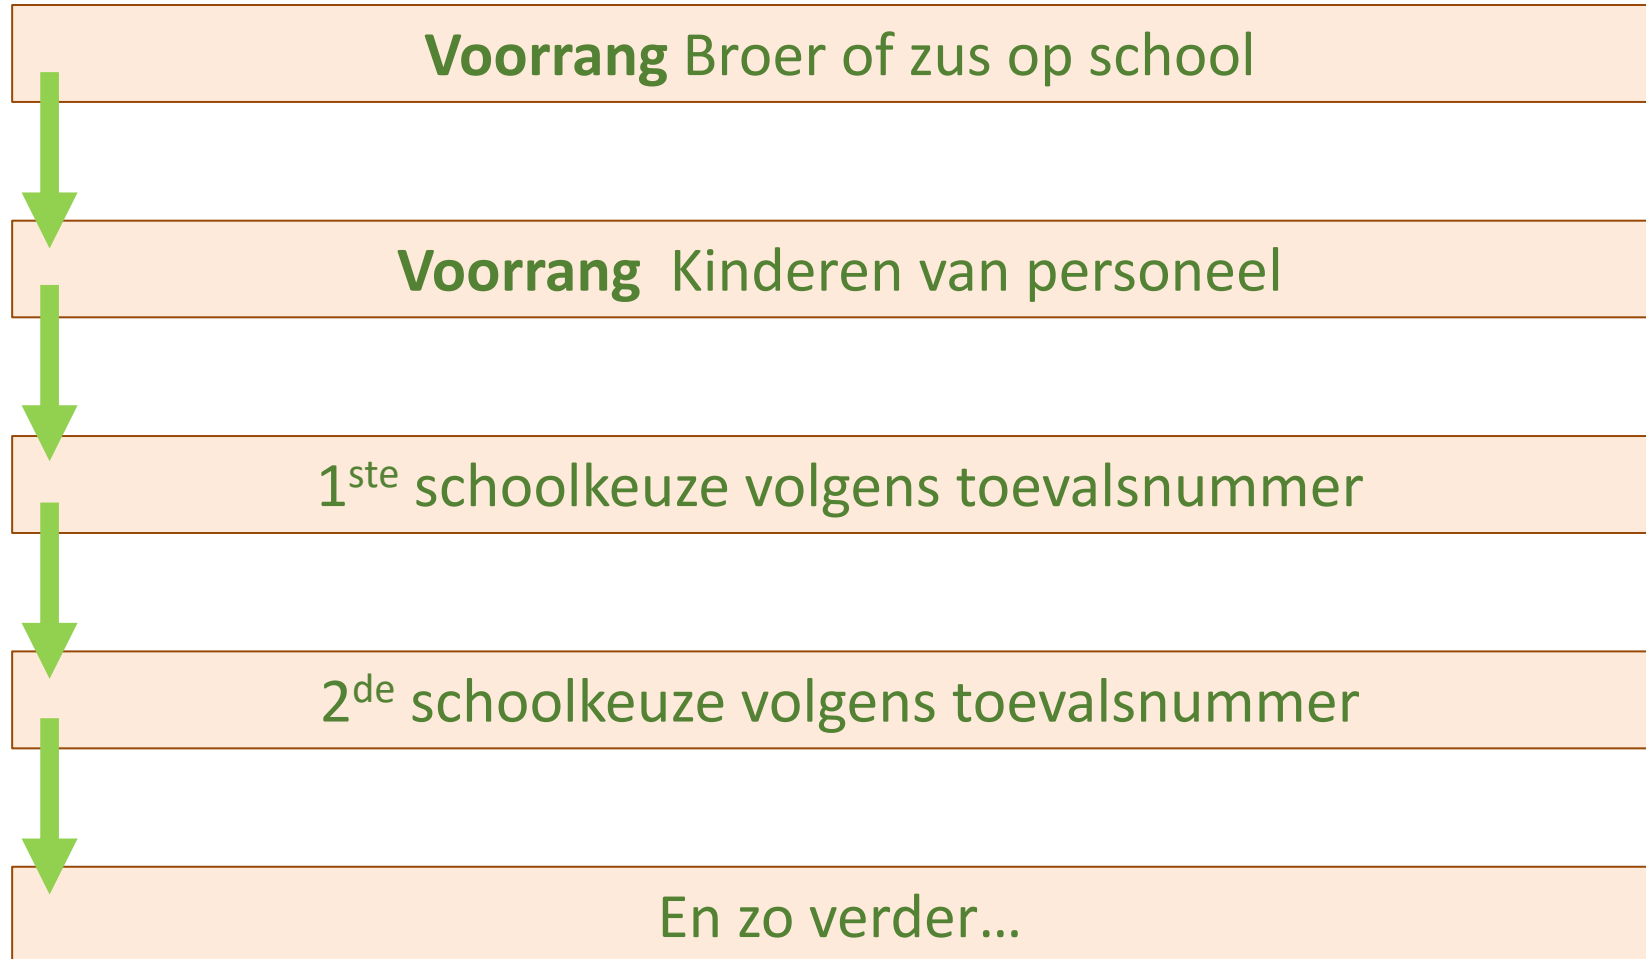 Voorrang Broer of zus op school
Voorrang Kinderen van personeel
1ste schoolkeuze volgens toevalsnummer
2de schoolkeuze volgens toevalsnummer
En zo verder...